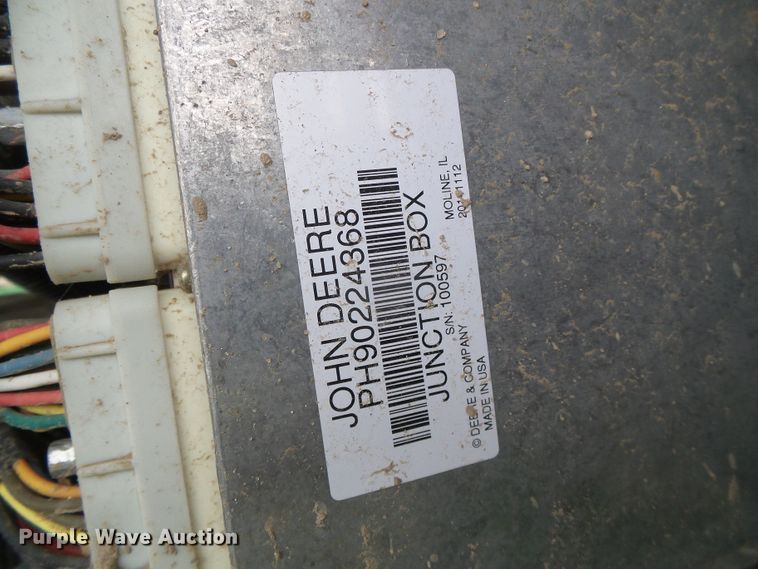 JOHN DEERE
PH90224368
JUNCTION BOX
S/N: 100597
© DEERE & COMPANY
MADE IN USA
MOLINE, IL
Purple Wave Auction